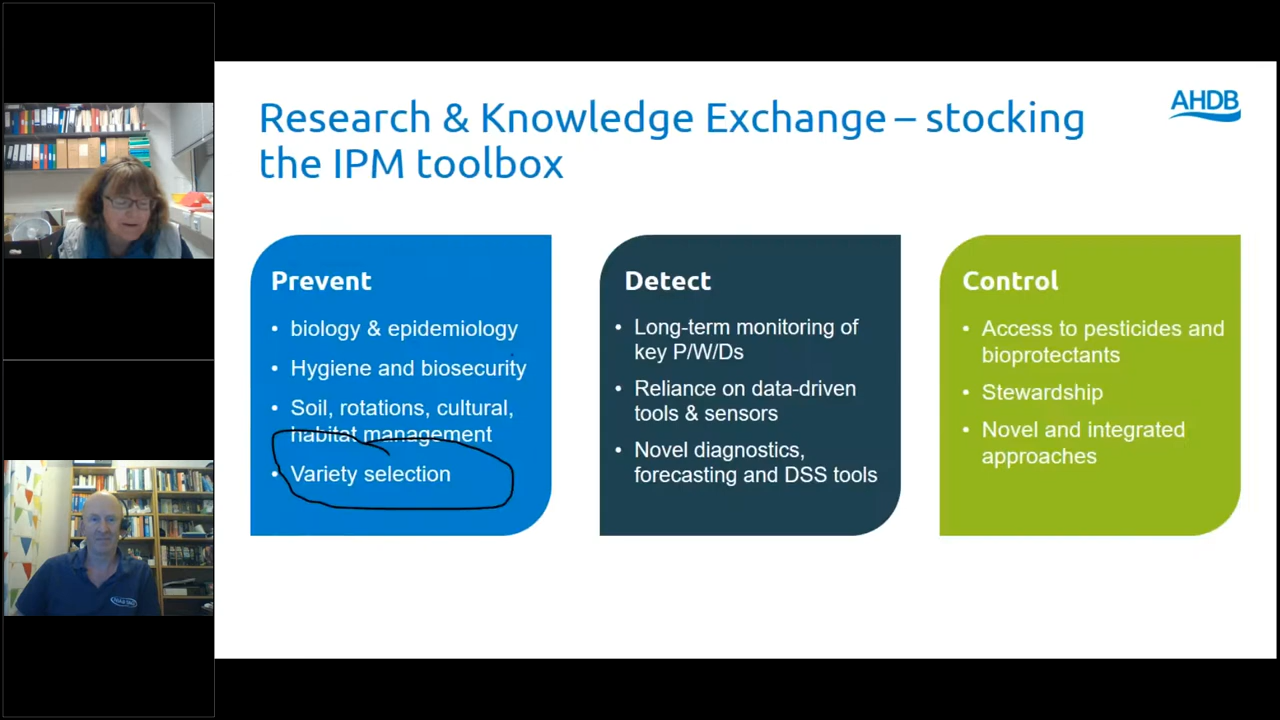 Research & Knowledge Exchange – stocking
the IPM toolbox
AHDB
Prevent
• biology & epidemiology
• Hygiene and biosecurity
• Soil, rotations, cultural,
habitat management
• Variety selection
Detect
• Long-term monitoring of
key P/W/Ds
• Reliance on data-driven
tools & sensors
• Novel diagnostics,
forecasting and DSS tools
Control
• Access to pesticides and
bioprotectants
• Stewardship
• Novel and integrated
approaches